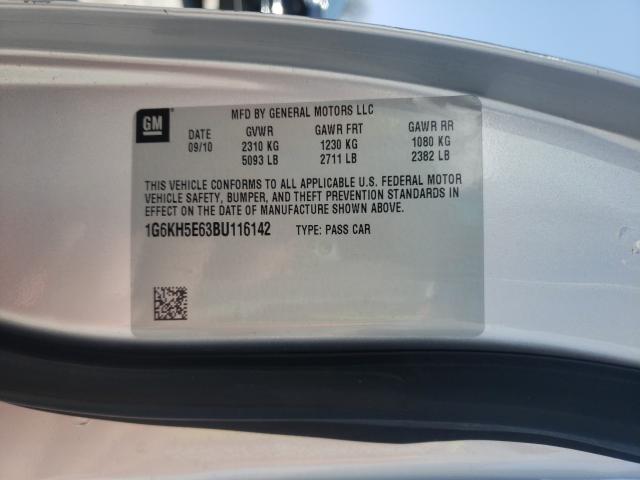 GM
MFD BY GENERAL MOTORS LLC
DATE GVWR GAWR FRT GAWR RR
09/10 2310 KG 1230 KG 1080 KG
5093 LB 2711 LB 2382 LB
THIS VEHICLE CONFORMS TO ALL APPLICABLE U.S. FEDERAL MOTOR
VEHICLE SAFETY, BUMPER, AND THEFT PREVENTION STANDARDS IN
EFFECT ON THE DATE OF MANUFACTURE SHOWN ABOVE.
1G6KH5E63BU116142 TYPE: PASS CAR